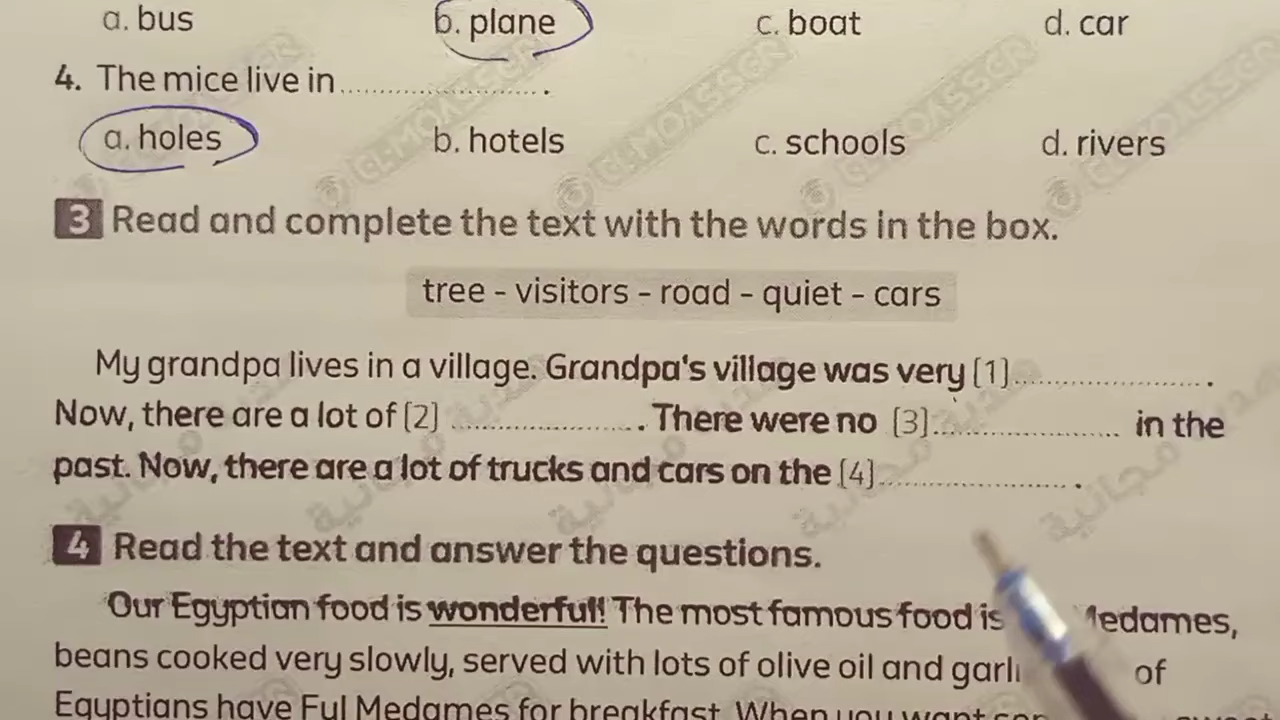 a. bus b. plane c. boat d. car
4. The mice live in ........................ .
a. holes b. hotels c. schools d. rivers
3 Read and complete the text with the words in the box.
tree - visitors - road - quiet - cars
My grandpa lives in a village. Grandpa's village was very (1) ........................ .
Now, there are a lot of (2) ........................ . There were no (3) ........................ in the
past. Now, there are a lot of trucks and cars on the (4) ........................ .
4 Read the text and answer the questions.
Our Egyptian food is wonderful! The most famous food is Medames,
beans cooked very slowly, served with lots of olive oil and of
Egyptians have Ful Medames for breakfast. When you want